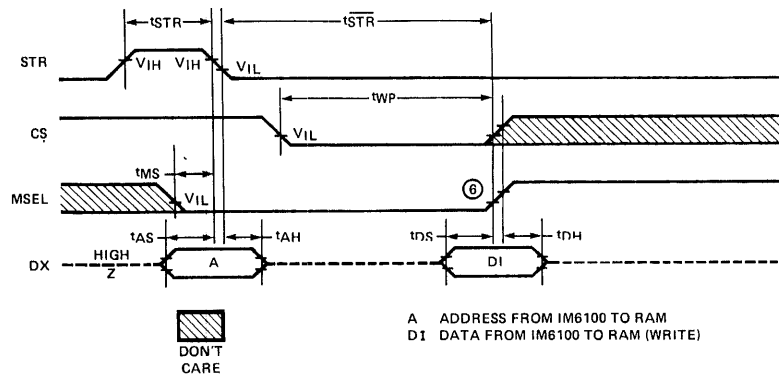 tSTR
tSTR
STR
VIH
VIH
VIL
tWP
CS
VIL
tMS
MSEL
VIL
6
tAS
tAH
tDS
tDH
DX
HIGH
Z
A
DI
DON'T
CARE
A ADDRESS FROM IM6100 TO RAM
DI DATA FROM IM6100 TO RAM (WRITE)